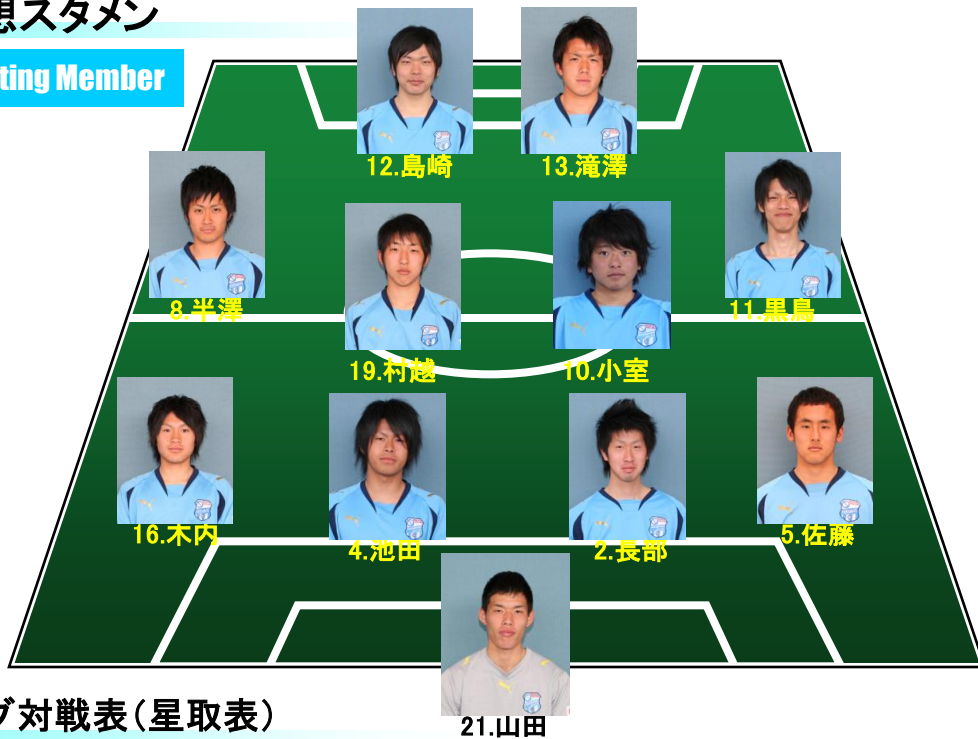 想スタメン
ting Member
12.島崎
13.滝澤
8.半澤
11.黒鳥
19.村越
10.小室
16.木内
4.池田
2.長部
5.佐藤
21.山田
グ対戦表(星取表)